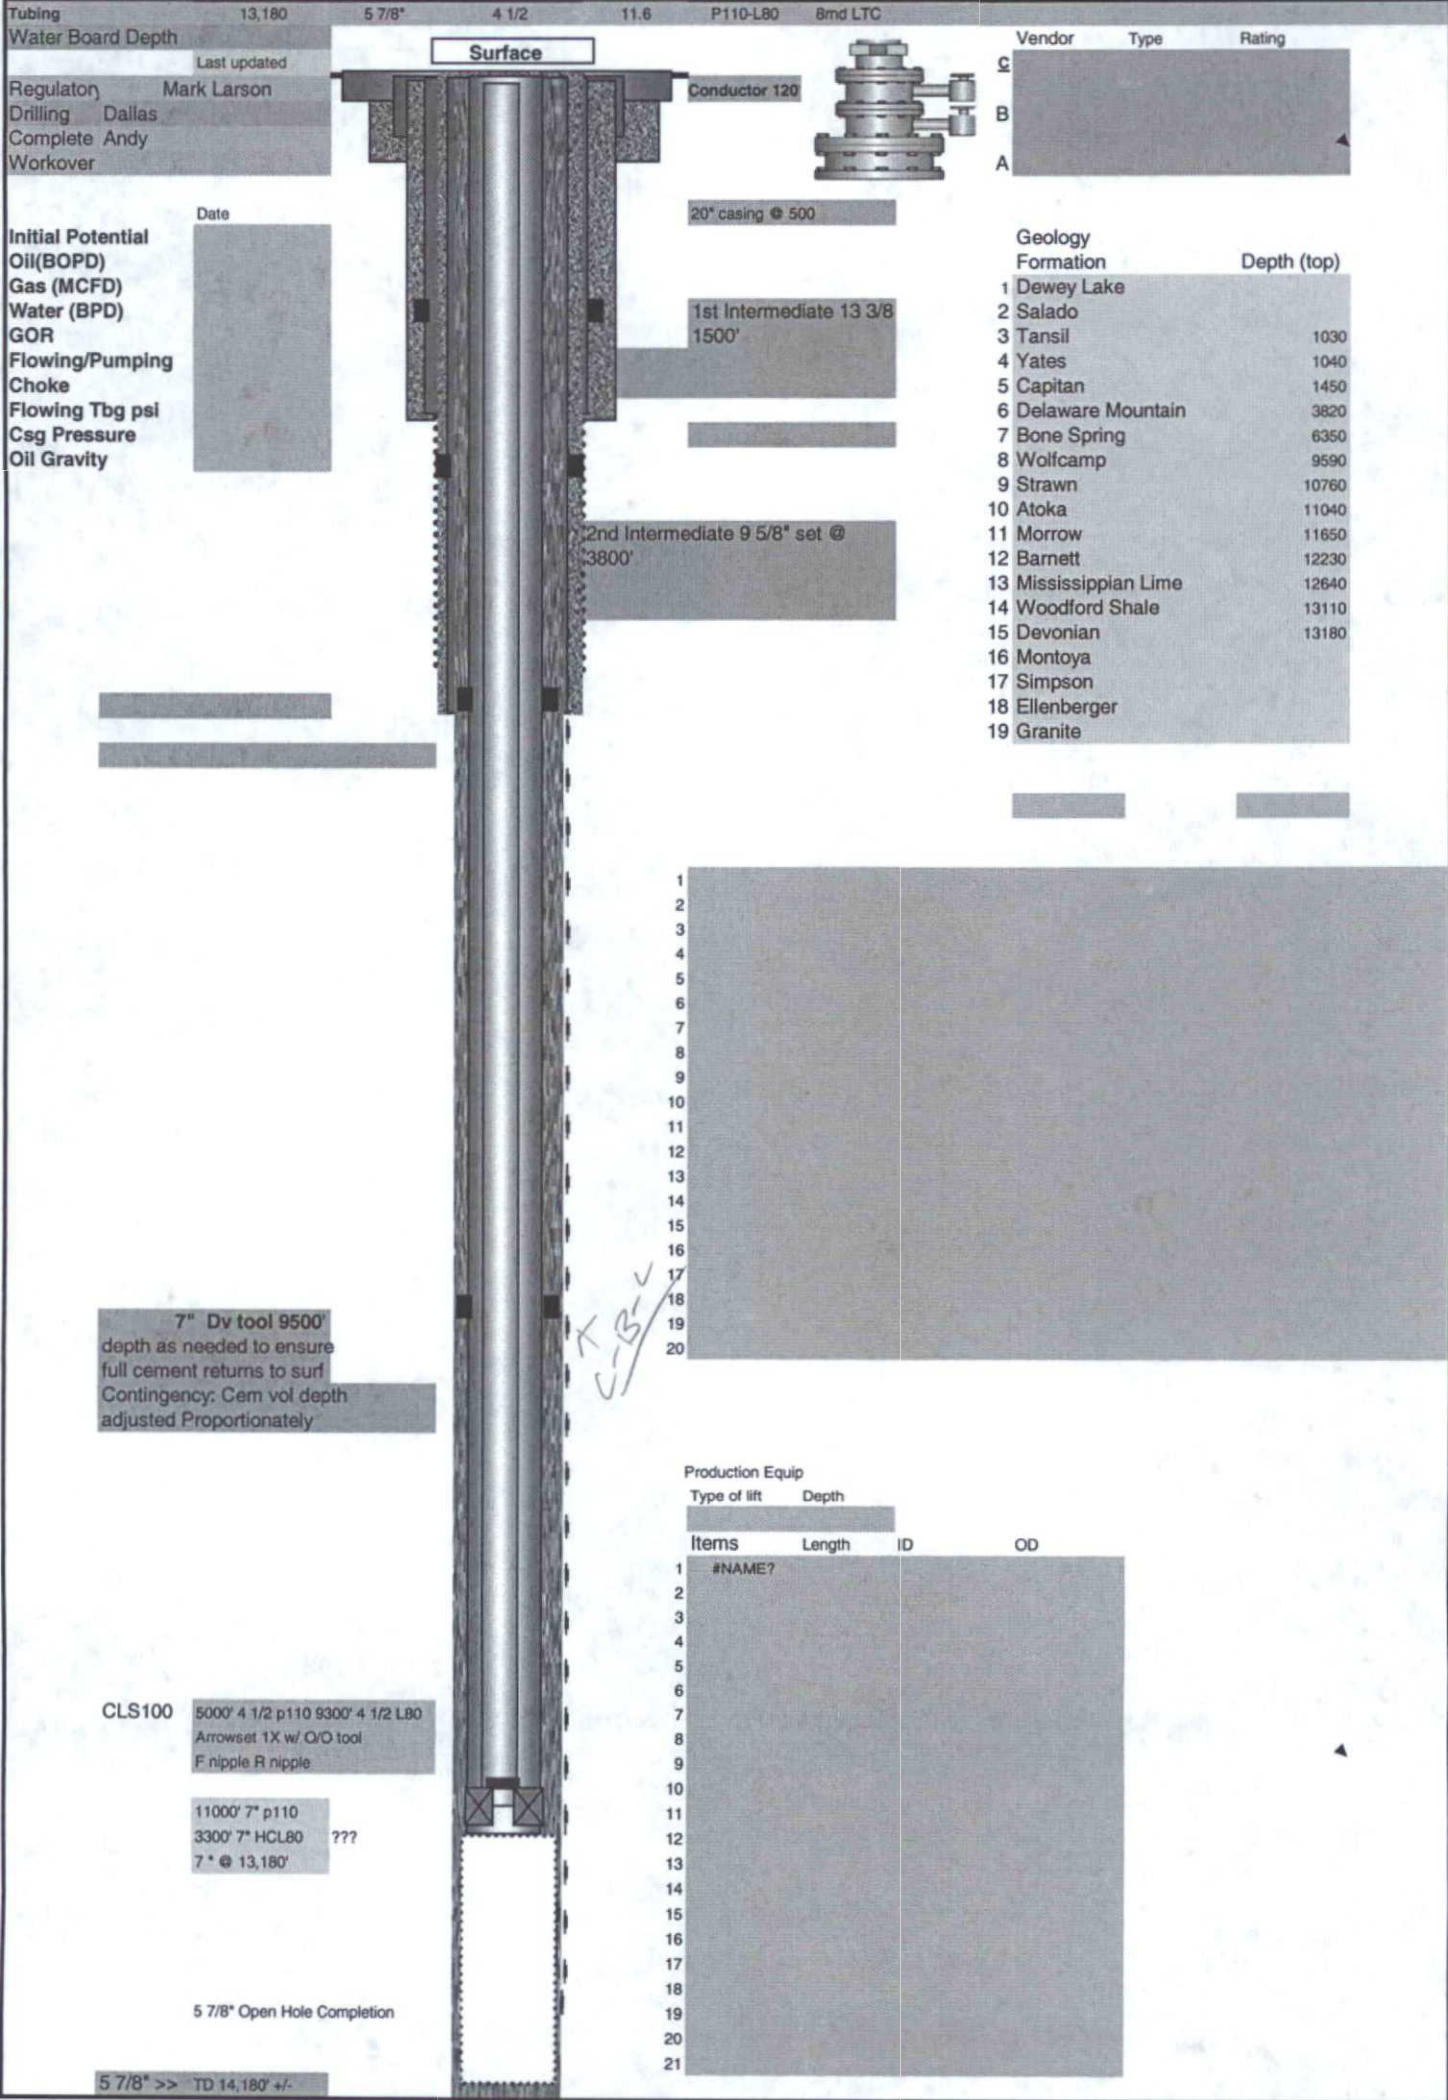 Tubing 13,180 5 7/8" 4 1/2 11.6 P110-L80 8rnd LTC
Water Board Depth
Last updated
Regulatory Mark Larson
Drilling Dallas
Complete Andy
Workover
Surface
Conductor 120
Vendor Type Rating
C
B
A
Date
Initial Potential
Oil(BOPD)
Gas (MCFD)
Water (BPD)
GOR
Flowing/Pumping
Choke
Flowing Tbg psi
Csg Pressure
Oil Gravity
20" casing @ 500
1st Intermediate 13 3/8
1500'
2nd Intermediate 9 5/8" set @
3800'
Geology
Formation Depth (top)
1 Dewey Lake
2 Salado
3 Tansil 1030
4 Yates 1040
5 Capitan 1450
6 Delaware Mountain 3820
7 Bone Spring 6350
8 Wolfcamp 9590
9 Strawn 10760
10 Atoka 11040
11 Morrow 11650
12 Barnett 12230
13 Mississippian Lime 12640
14 Woodford Shale 13110
15 Devonian 13180
16 Montoya
17 Simpson
18 Ellenberger
19 Granite
1
2
3
4
5
6
7
8
9
10
11
12
13
14
15
16
17
18
19
20
7" Dv tool 9500'
depth as needed to ensure
full cement returns to surf
Contingency: Cem vol depth
adjusted Proportionately
Production Equip
Type of lift Depth
Items Length ID OD
1 #NAME?
2
3
4
5
6
7
8
9
10
11
12
13
14
15
16
17
18
19
20
21
CLS100 5000' 4 1/2 p110 9300' 4 1/2 L80
Arrowset 1X w/ O/O tool
F nipple R nipple
11000' 7" p110
3300' 7" HCL80 ???
7 " @ 13,180'
5 7/8" Open Hole Completion
5 7/8" >> TD 14,180' +/-